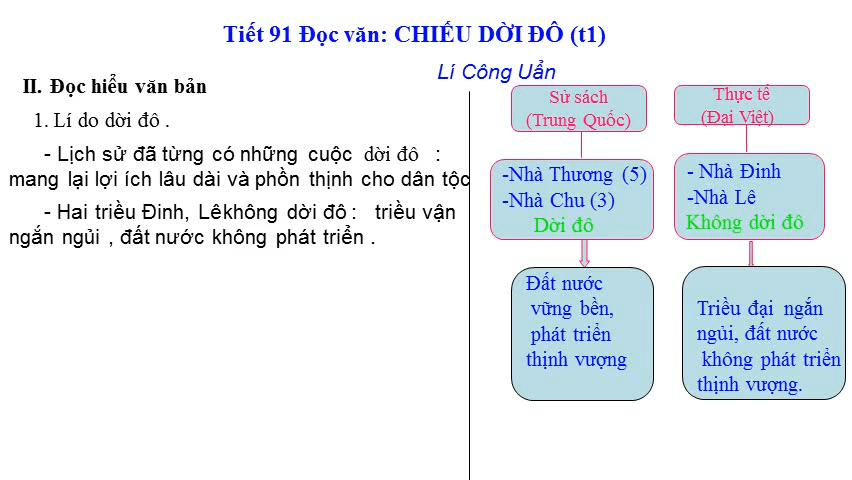 Tiết 91 Đọc văn: CHIẾU DỜI ĐÔ (t1)
Lí Công Uẩn
II. Đọc hiểu văn bản
1. Lí do dời đô .
- Lịch sử đã từng có những cuộc dời đô :
mang lại lợi ích lâu dài và phồn thịnh cho dân tộc
- Hai triều Đinh, Lêkhông dời đô : triều vận
ngắn ngủi , đất nước không phát triển .
Sử sách
(Trung Quốc)
-Nhà Thương (5)
-Nhà Chu (3)
Dời đô
Đất nước
vững bền,
phát triển
thịnh vượng
Thực tế
(Đại Việt)
- Nhà Đinh
-Nhà Lê
Không dời đô
Triều đại ngắn
ngủi, đất nước
không phát triển
thịnh vượng.